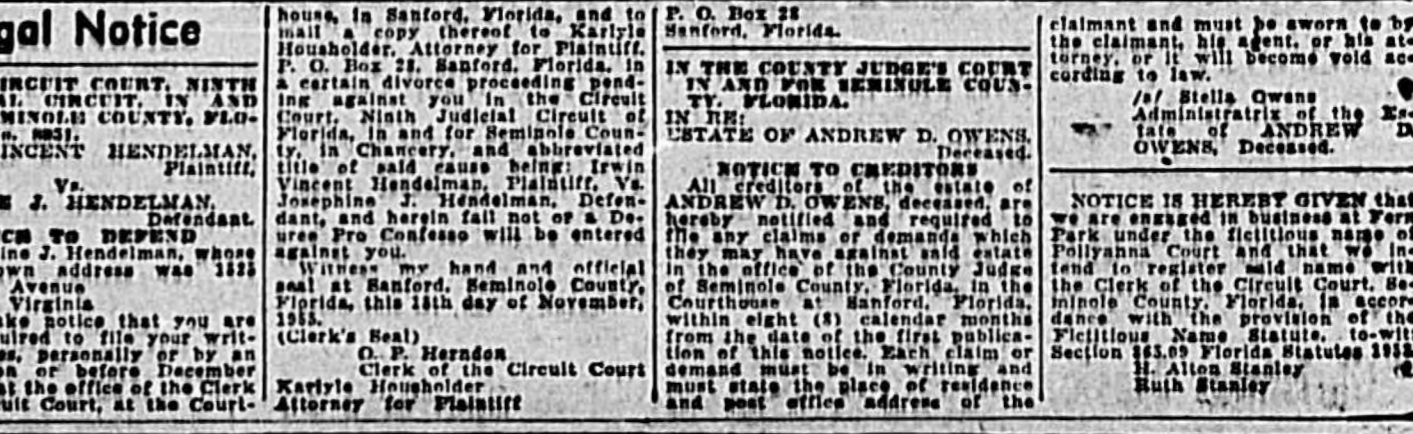 gal Notice
IRCUIT COURT, NINTH
AL CIRCUIT, IN AND
MINOLE COUNTY, FLO-
INCENT HENDELMAN,
Plaintiff,
Vs.
J. HENDELMAN,
Defendant.
CE TO DEFEND
ine J. Hendelman, whose
own address was
Avenue
Virginia
ake notice that you are
uired to file your writ-
es, personally or by an
on or before December
at the office of the Clerk
cuit Court, at the Court-
house, in Sanford, Florida, and to
mail a copy thereof to Karlyle
Housholder, Attorney for Plaintiff,
P. O. Box 28, Sanford, Florida, in
a certain divorce proceeding pend-
ing against you in the Circuit
Court, Ninth Judicial Circuit of
Florida, in and for Seminole Coun-
ty, in Chancery, and abbreviated
title of said cause being: Irwin
Vincent Hendelman, Plaintiff, Vs.
Josephine J. Hendelman, Defen-
dant, and herein fail not or a De-
cree Pro Confesso will be entered
against you.
Witness my hand and official
seal at Sanford, Seminole County,
Florida, this day of November,
(Clerk's Seal)
O. P. Herndon
Clerk of the Circuit Court
Karlyle Housholder
Attorney for Plaintiff
P. O. Box 28
Sanford, Florida.
IN THE COUNTY JUDGE'S COURT
IN AND FOR SEMINOLE COUN-
TY, FLORIDA.
IN RE:
ESTATE OF ANDREW D. OWENS,
Deceased.
NOTICE TO CREDITORS
All creditors of the estate of
ANDREW D. OWENS, deceased, are
hereby notified and required to
file any claims or demands which
they may have against said estate
in the office of the County Judge
of Seminole County, Florida, in the
Courthouse at Sanford, Florida,
within eight (8) calendar months
from the date of the first publica-
tion of this notice. Each claim or
demand must be in writing and
must state the place of residence
and post office address of the
claimant and must be sworn to by
the claimant, his agent, or his at-
torney, or it will become void ac-
cording to law.
/s/ Stella Owens
Administratrix of the Es-
tate of ANDREW D.
OWENS, Deceased.
NOTICE IS HEREBY GIVEN that
we are engaged in business at Fern
Park under the fictitious name of
Pollyanna Court and that we in-
tend to register said name with
the Clerk of the Circuit Court, Se-
minole County, Florida, in accor-
dance with the provision of the
Fictitious Name Statute, to-wit
Section Florida Statutes
H. Alton Stanley
Ruth Stanley